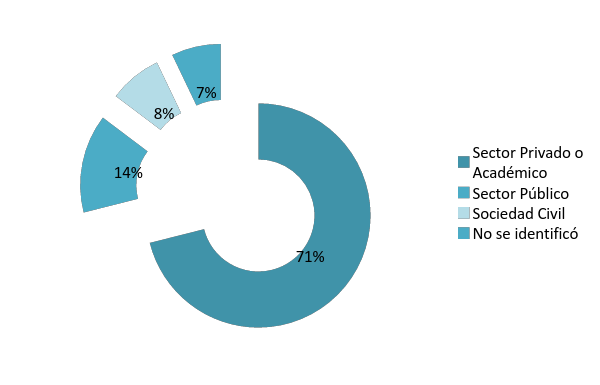 7%
8%
14%
71%
Sector Privado o
Académico
Sector Público
Sociedad Civil
No se identificó